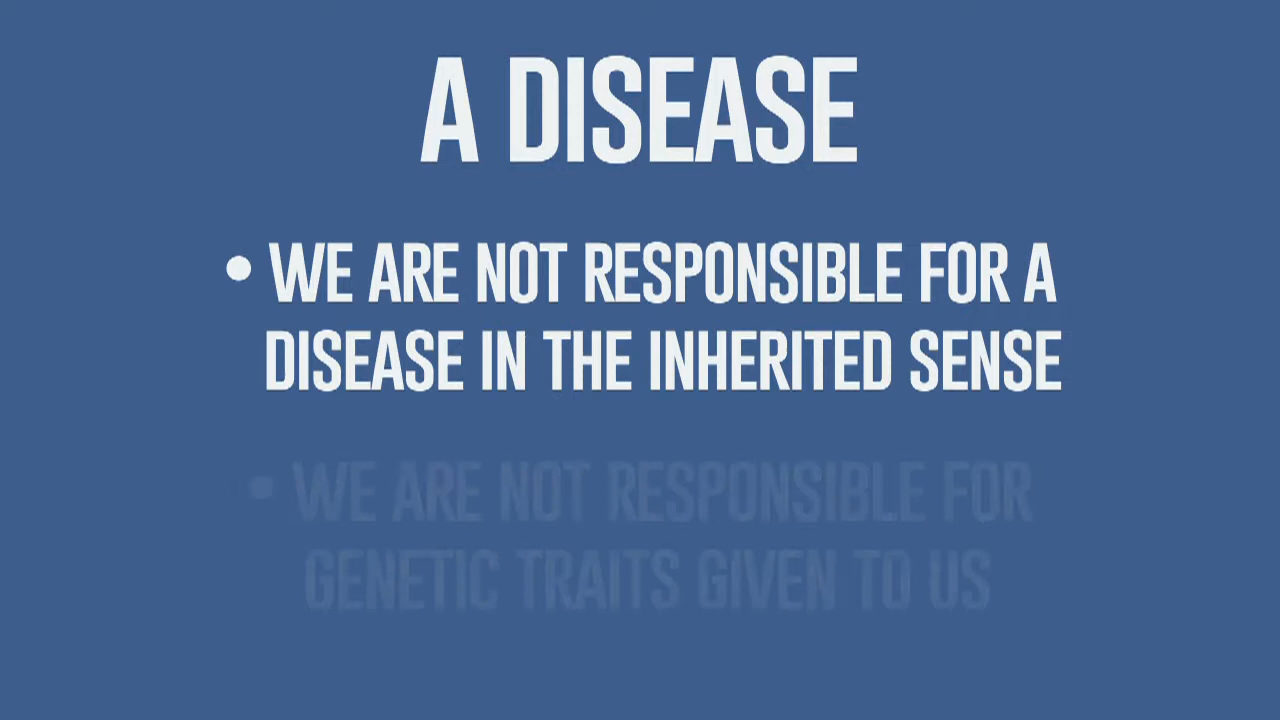 A DISEASE
• WE ARE NOT RESPONSIBLE FOR A
DISEASE IN THE INHERITED SENSE
• WE ARE NOT RESPONSIBLE FOR
GENETIC TRAITS GIVEN TO US